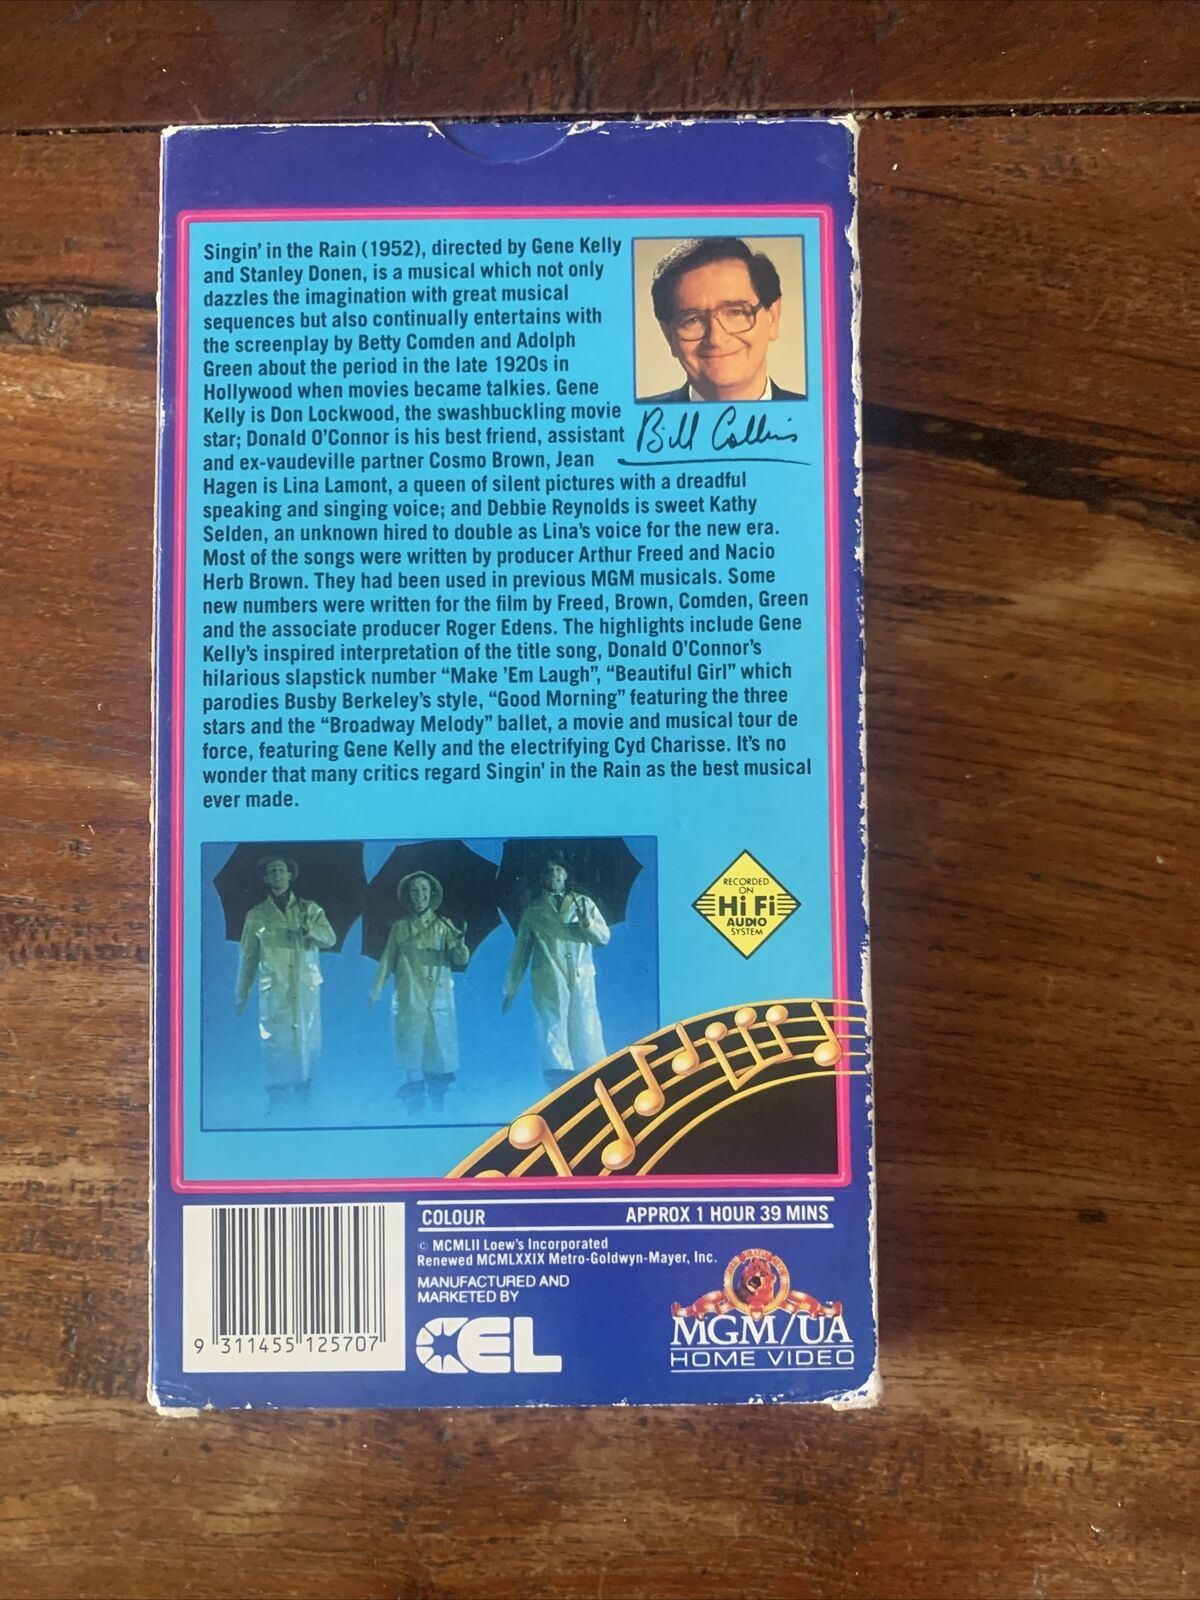 Singin' in the Rain (1952), directed by Gene Kelly
and Stanley Donen, is a musical which not only
dazzles the imagination with great musical
sequences but also continually entertains with
the screenplay by Betty Comden and Adolph
Green about the period in the late 1920s in
Hollywood when movies became talkies. Gene
Kelly is Don Lockwood, the swashbuckling movie
star; Donald O'Connor is his best friend, assistant
and ex-vaudeville partner Cosmo Brown, Jean
Hagen is Lina Lamont, a queen of silent pictures with a dreadful
speaking and singing voice; and Debbie Reynolds is sweet Kathy
Selden, an unknown hired to double as Lina's voice for the new era.
Most of the songs were written by producer Arthur Freed and Nacio
Herb Brown. They had been used in previous MGM musicals. Some
new numbers were written for the film by Freed, Brown, Comden, Green
and the associate producer Roger Edens. The highlights include Gene
Kelly's inspired interpretation of the title song, Donald O'Connor's
hilarious slapstick number "Make 'Em Laugh", "Beautiful Girl" which
parodies Busby Berkeley's style, "Good Morning" featuring the three
stars and the "Broadway Melody" ballet, a movie and musical tour de
force, featuring Gene Kelly and the electrifying Cyd Charisse. It's no
wonder that many critics regard Singin' in the Rain as the best musical
ever made.
Bill Collins
RECORDED
ON
Hi Fi
AUDIO
SYSTEM
COLOUR APPROX 1 HOUR 39 MINS
© MCMLII Loew's Incorporated
Renewed MCMLXXIX Metro-Goldwyn-Mayer, Inc.
MANUFACTURED AND
MARKETED BY
CEL
MGM/UA
HOME VIDEO
9 311455 125707